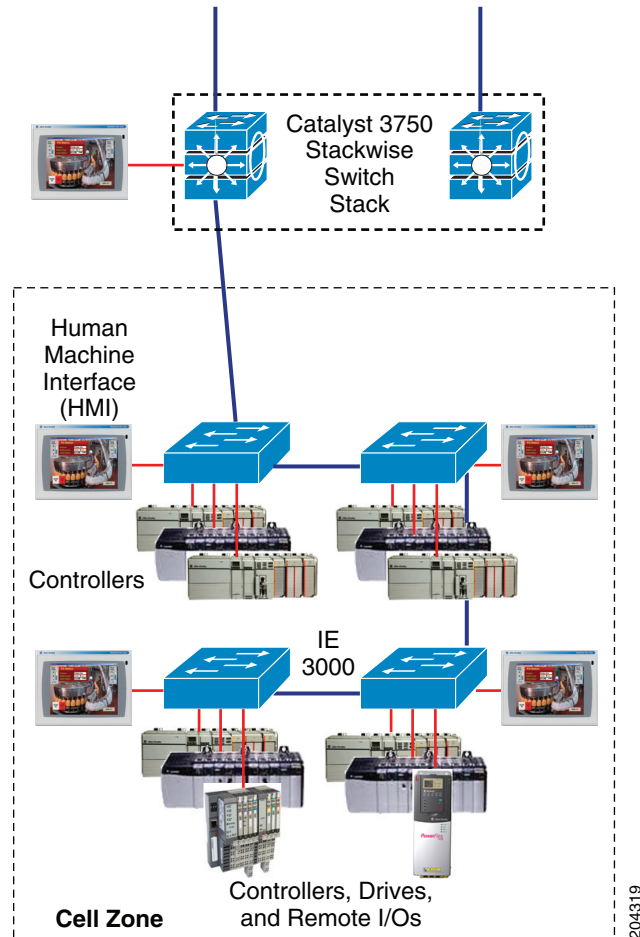 Catalyst 3750
Stackwise
Switch
Stack
Human
Machine
Interface
(HMI)
Controllers
IE
3000
PowerFlex
Controllers, Drives,
and Remote I/Os
Cell Zone
204319